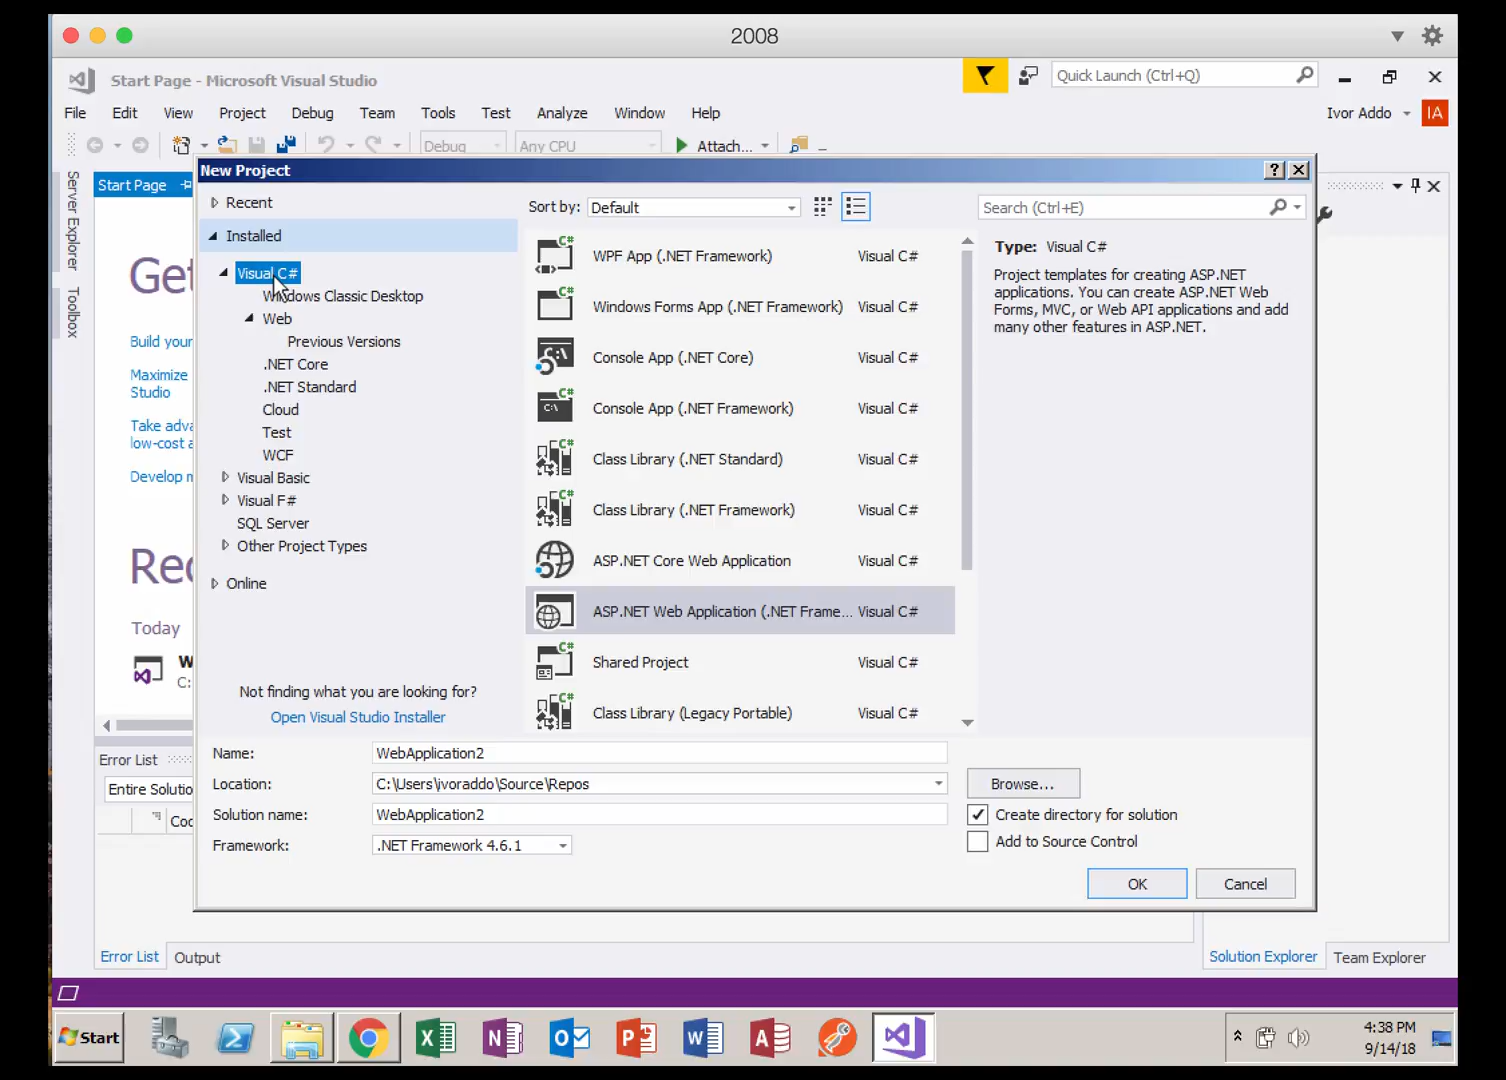 2008
Start Page - Microsoft Visual Studio
Quick Launch (Ctrl+Q)
File Edit View Project Debug Team Tools Test Analyze Window Help
Ivor Addo IA
Debug Any CPU Attach...
Server Explorer
Toolbox
Start Page
Get
Build your
Maximize
Studio
Take adva
low-cost a
Develop m
Rec
Today
W
C:
New Project
Recent
Installed
Visual C#
Windows Classic Desktop
Web
Previous Versions
.NET Core
.NET Standard
Cloud
Test
WCF
Visual Basic
Visual F#
SQL Server
Other Project Types
Online
Not finding what you are looking for?
Open Visual Studio Installer
Sort by: Default
Search (Ctrl+E)
WPF App (.NET Framework) Visual C#
Windows Forms App (.NET Framework) Visual C#
Console App (.NET Core) Visual C#
Console App (.NET Framework) Visual C#
Class Library (.NET Standard) Visual C#
Class Library (.NET Framework) Visual C#
ASP.NET Core Web Application Visual C#
ASP.NET Web Application (.NET Frame... Visual C#
Shared Project Visual C#
Class Library (Legacy Portable) Visual C#
Type: Visual C#
Project templates for creating ASP.NET
applications. You can create ASP.NET Web
Forms, MVC, or Web API applications and add
many other features in ASP.NET.
Name: WebApplication2
Location: C:\Users\ivoraddo\Source\Repos
Browse...
Solution name: WebApplication2
Create directory for solution
Framework: .NET Framework 4.6.1
Add to Source Control
OK Cancel
Error List
Entire Solutio
Coc
Error List Output
Solution Explorer Team Explorer
Start
4:38 PM
9/14/18